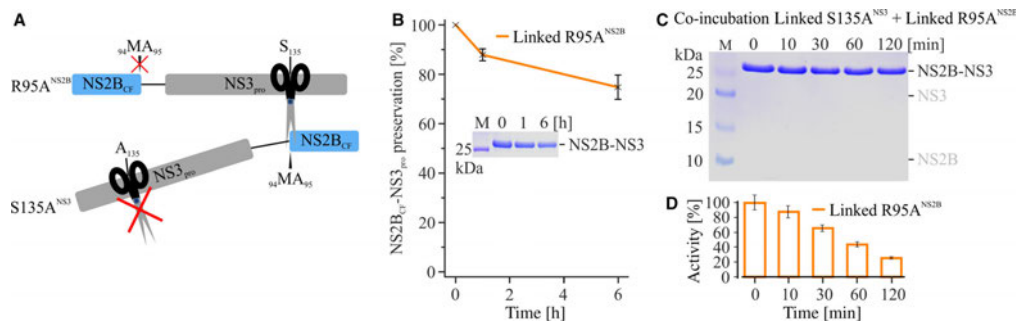 A
94MA95
S135
R95A^NS2B
NS2BCF
NS3pro
A135
NS3pro
NS2BCF
94MA95
S135A^NS3
B
NS2BCF-NS3pro preservation [%]
100
80
60
40
20
0
Linked R95A^NS2B
M 0 1 6 [h]
25
kDa
NS2B-NS3
0 2 4 6
Time [h]
C Co-incubation Linked S135A^NS3 + Linked R95A^NS2B
kDa M 0 10 30 60 120 [min]
25 NS2B-NS3
20 NS3
15
10 NS2B
D
Activity [%]
100
80
60
40
20
0
Linked R95A^NS2B
0 10 30 60 120
Time [min]